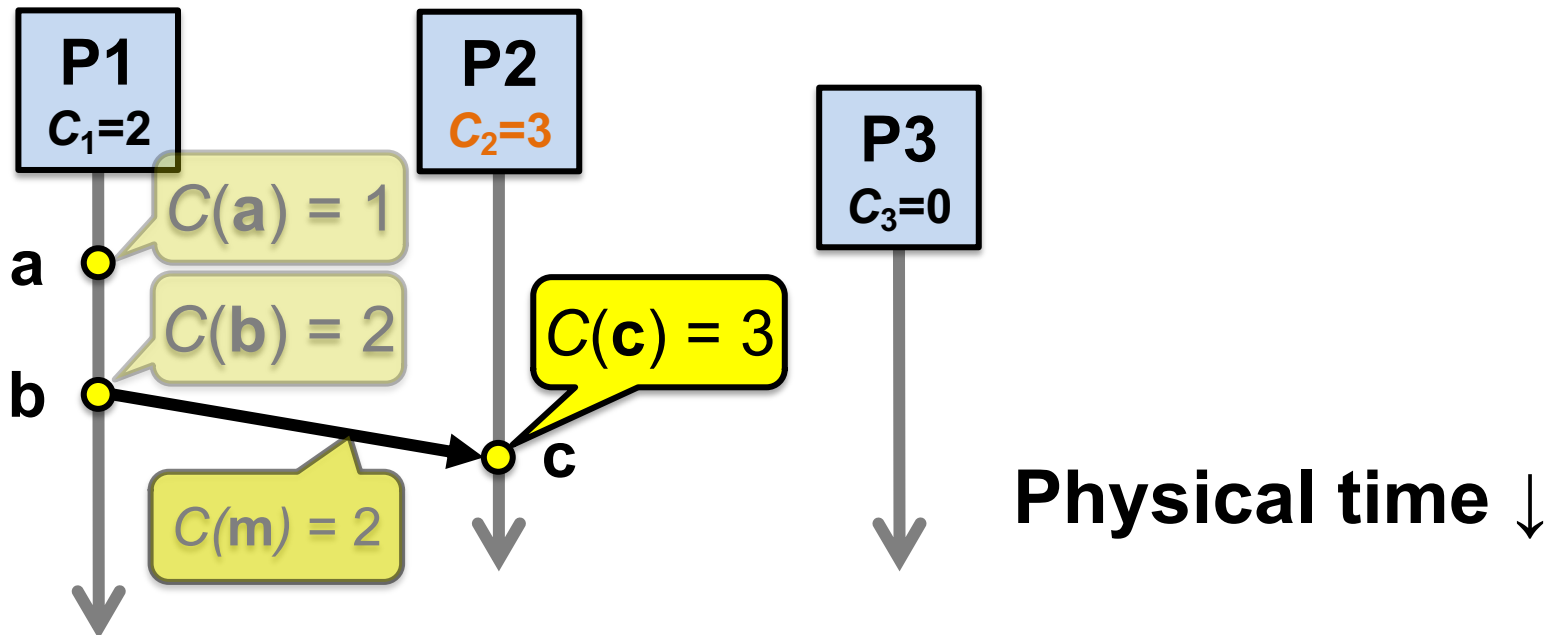 P1
C₁=2
P2
C₂=3
P3
C₃=0
C(a) = 1
a
C(b) = 2
b
C(c) = 3
c
C(m) = 2
Physical time ↓